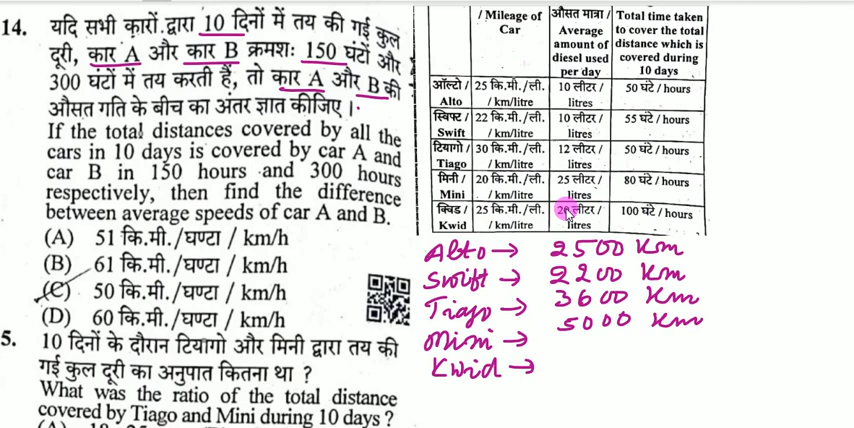 14. यदि सभी कारों द्वारा 10 दिनों में तय की गई कुल
दूरी, कार A और कार B क्रमशः 150 घंटों और
300 घंटों में तय करती हैं, तो कार A और B की
औसत गति के बीच का अंतर ज्ञात कीजिए।
If the total distances covered by all the
cars in 10 days is covered by car A and
car B in 150 hours and 300 hours
respectively, then find the difference
between average speeds of car A and B.
(A) 51 कि.मी./घण्टा / km/h
(B) 61 कि.मी./घण्टा / km/h
(C) 50 कि.मी./घण्टा / km/h
(D) 60 कि.मी./घण्टा / km/h
5. 10 दिनों के दौरान टियागो और मिनी द्वारा तय की
गई कुल दूरी का अनुपात कितना था ?
What was the ratio of the total distance
covered by Tiago and Mini during 10 days ?
/ Mileage of औसत मात्रा / Total time taken
Car Average to cover the total
amount of distance which is
diesel used covered during
per day 10 days
ऑल्टो / 25 कि.मी./ली. 10 लीटर / 50 घंटे / hours
Alto / km/litre litres
स्विफ्ट / 22 कि.मी./ली. 10 लीटर / 55 घंटे / hours
Swift / km/litre litres
टियागो / 30 कि.मी./ली. 12 लीटर / 50 घंटे / hours
Tiago / km/litre litres
मिनी / 20 कि.मी./ली. 25 लीटर / 80 घंटे / hours
Mini / km/litre litres
क्विड / 25 कि.मी./ली. लीटर / 100 घंटे / hours
Kwid / km/litre litres
Alto → 2500 Km
Swift → 2200 Km
Tiago → 3600 Km
Mini → 5000 Km
Kwid →